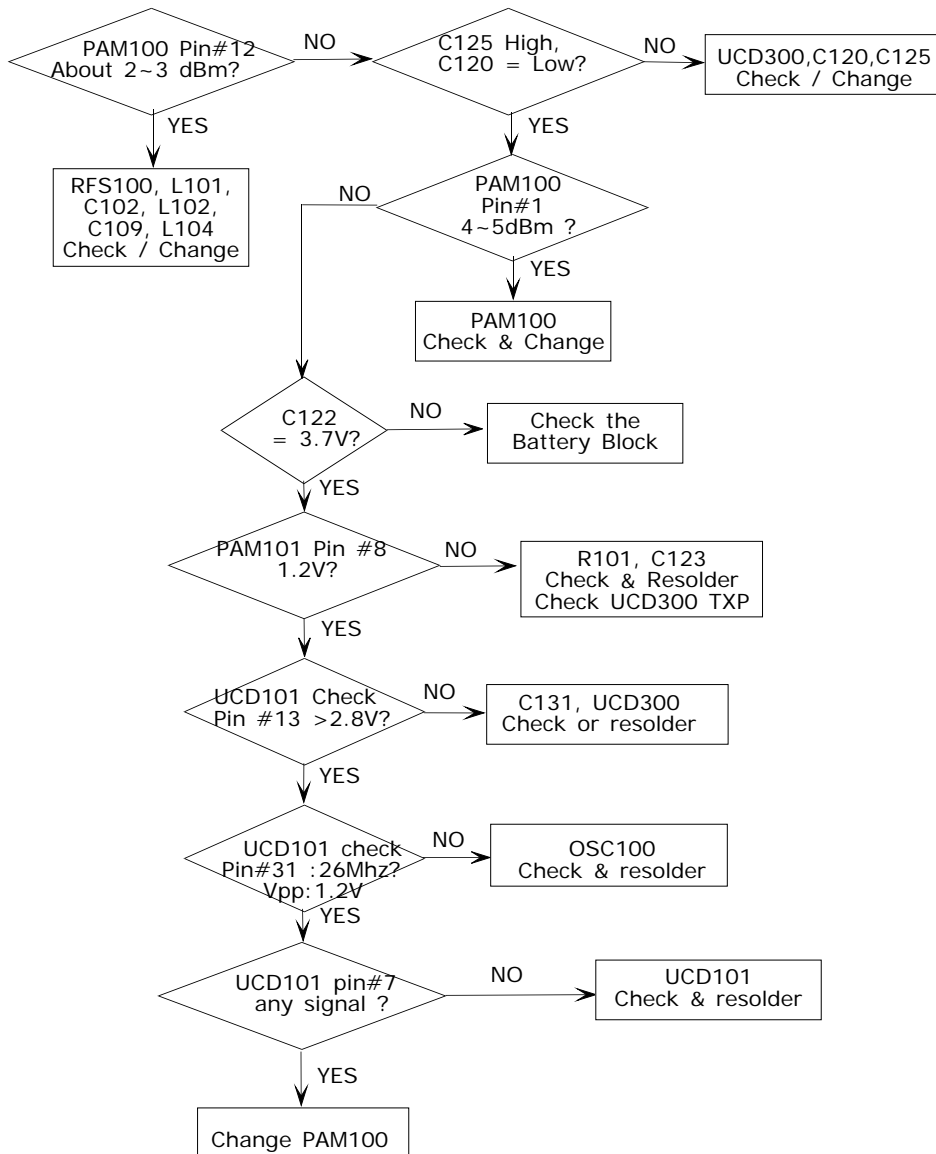 PAM100 Pin#12
About 2~3 dBm?
NO
C125 High,
C120 = Low?
NO
UCD300,C120,C125
Check / Change
YES
YES
RFS100, L101,
C102, L102,
C109, L104
Check / Change
NO
PAM100
Pin#1
4~5dBm ?
YES
PAM100
Check & Change
C122
= 3.7V?
NO
Check the
Battery Block
YES
PAM101 Pin #8
1.2V?
NO
R101, C123
Check & Resolder
Check UCD300 TXP
YES
UCD101 Check
Pin #13 >2.8V?
NO
C131, UCD300
Check or resolder
YES
UCD101 check
Pin#31 :26Mhz?
Vpp:1.2V
NO
OSC100
Check & resolder
YES
UCD101 pin#7
any signal ?
NO
UCD101
Check & resolder
YES
Change PAM100